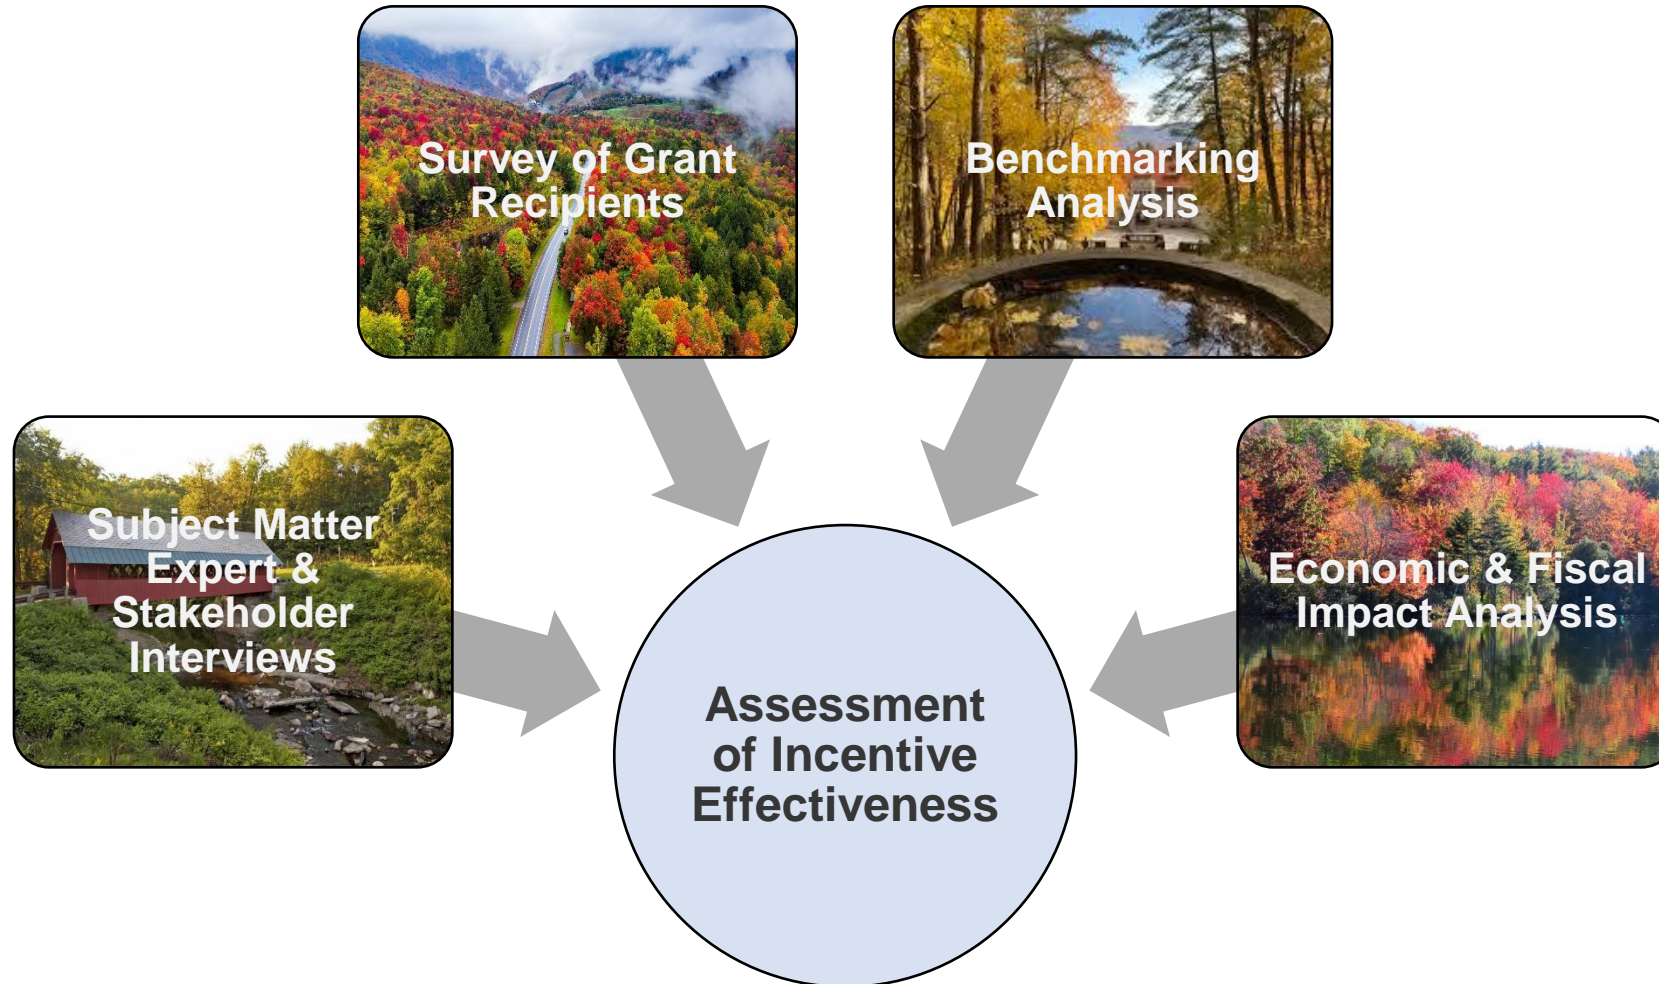 Survey of Grant
Recipients
Benchmarking
Analysis
Subject Matter
Expert &
Stakeholder
Interviews
Economic & Fiscal
Impact Analysis
Assessment
of Incentive
Effectiveness